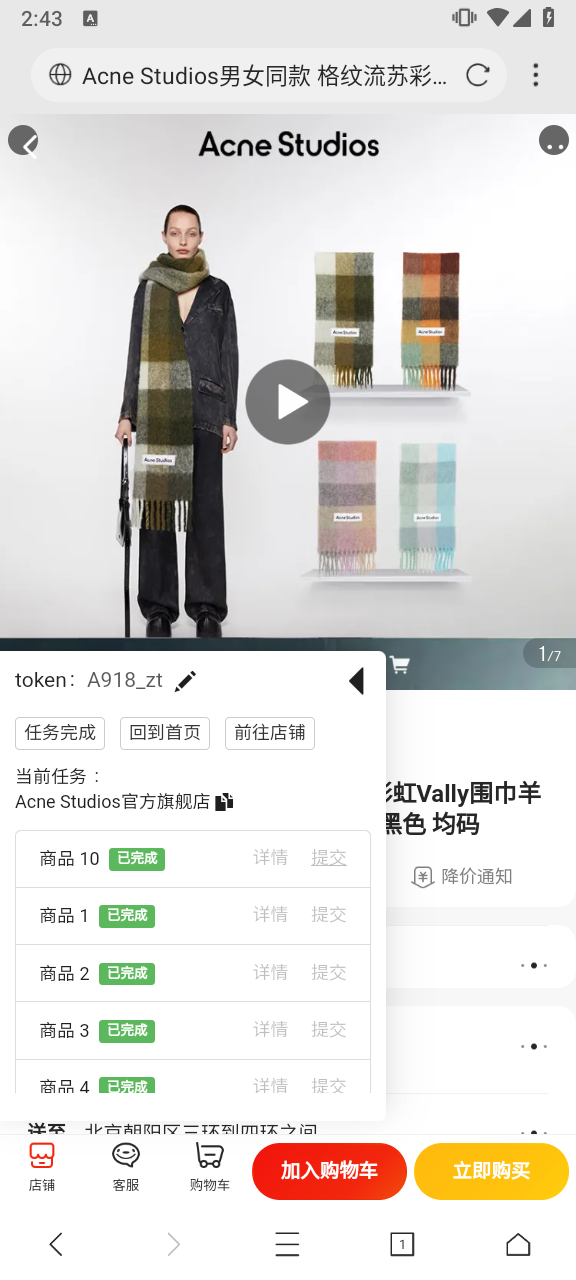 2:43
A
Acne Studios男女同款 格纹流苏彩...
Acne Studios
Acne Studios
Acne Studios
Acne Studios
Acne Studios
Acne Studios
1/7
token: A918_zt
任务完成 回到首页 前往店铺
当前任务：
Acne Studios官方旗舰店
彩虹Vally围巾羊
黑色 均码
降价通知
商品 10 已完成 详情 提交
商品 1 已完成 详情 提交
商品 2 已完成 详情 提交
商品 3 已完成 详情 提交
商品 4 已完成 详情 提交
送至 北京朝阳区三环到四环之间
店铺 客服 购物车 加入购物车 立即购买
1